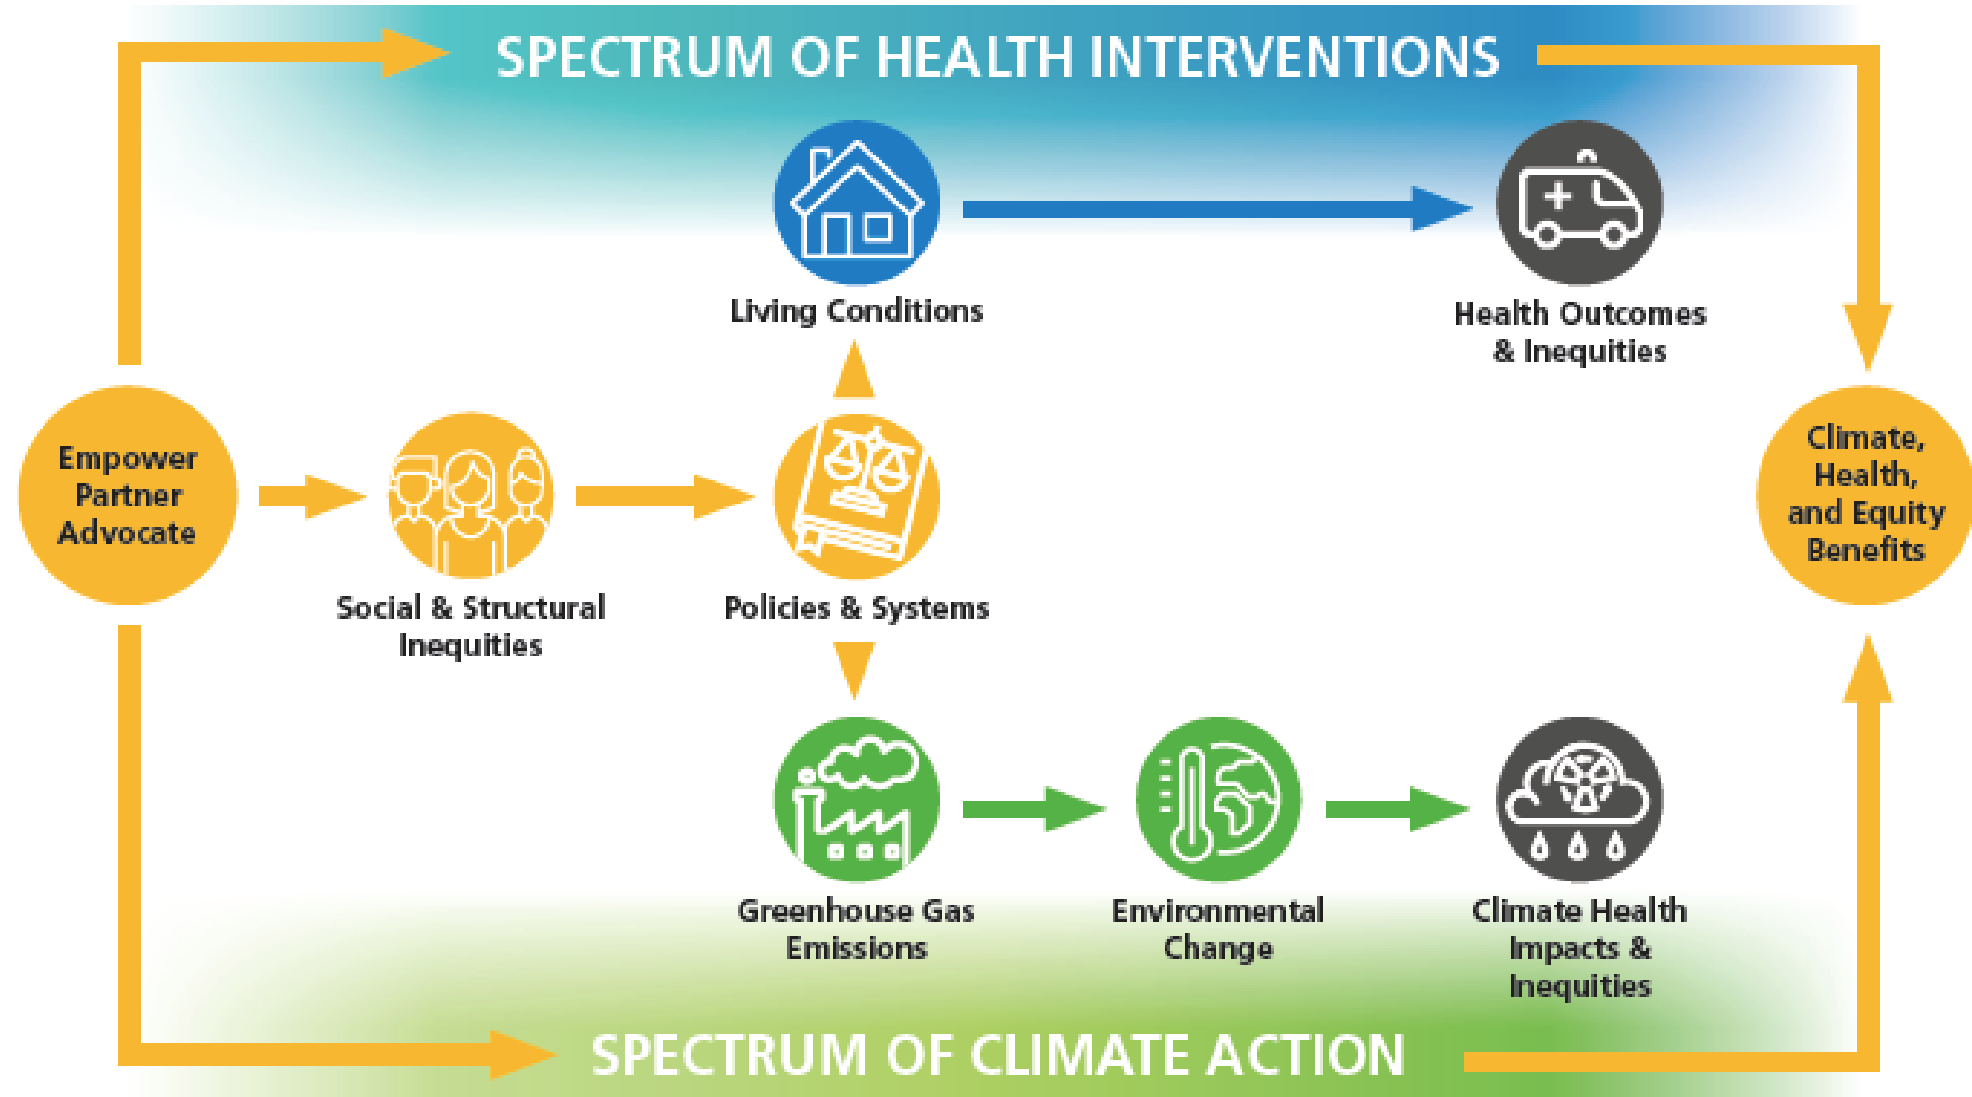 SPECTRUM OF HEALTH INTERVENTIONS
Living Conditions
Health Outcomes
& Inequities
Empower
Partner
Advocate
Social & Structural
Inequities
Policies & Systems
Climate,
Health,
and Equity
Benefits
Greenhouse Gas
Emissions
Environmental
Change
Climate Health
Impacts &
Inequities
SPECTRUM OF CLIMATE ACTION